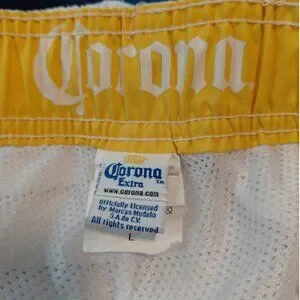 Corona
Corona
Extra TM
www.corona.com
Officially Licensed
by Marcas Modelo
S.A de C.V.
All rights reserved
L